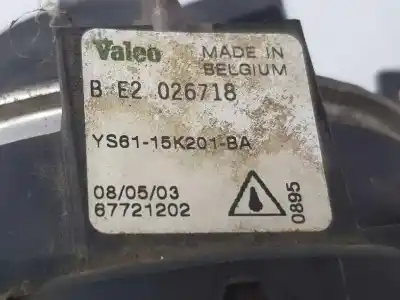 Valeo
MADE IN
BELGIUM
B E2 026718
YS61-15K201-BA
08/05/03
67721202
0895